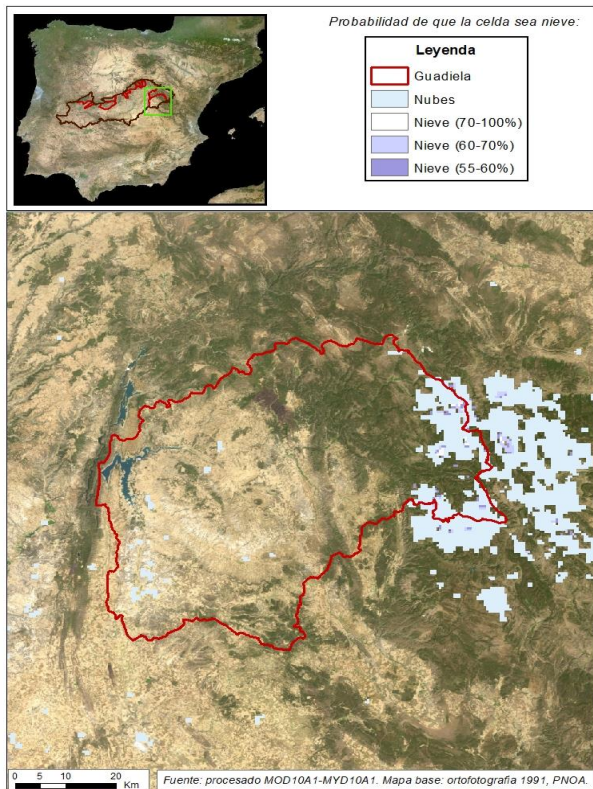 Probabilidad de que la celda sea nieve:
Leyenda
Guadiela
Nubes
Nieve (70-100%)
Nieve (60-70%)
Nieve (55-60%)
0 5 10 20
Km
Fuente: procesado MOD10A1-MYD10A1. Mapa base: ortofotografia 1991, PNOA.